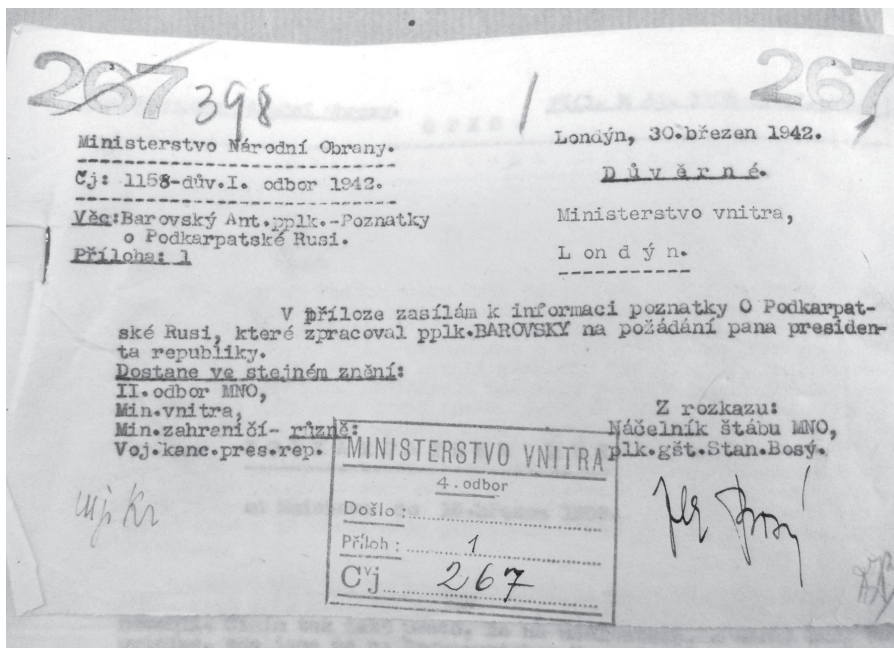 267
398
267
Ministerstvo Národní Obrany.
Čj: 1158-dův.I. odbor 1942.
Věc:Barovský Ant.pplk.-Poznatky
o Podkarpatské Rusi.
Příloha: 1
Londýn, 30.březen 1942.
D ů v ě r n é.
Ministerstvo vnitra,
L o n d ý n.
V příloze zasílám k informaci poznatky O Podkarpat-
ské Rusi, které zpracoval pplk.BAROVSKY na požádání pana presiden-
ta republiky.
Dostane ve stejném znění:
II.odbor MNO,
Min.vnitra,
Min.zahraničí- různě:
Voj.kanc.pres.rep.
Z rozkazu:
Náčelník štábu MNO,
plk.gšt.Stan.Bosý.
MINISTERSTVO VNITRA
4. odbor
Došlo:
Příloh: 1
Čj 267